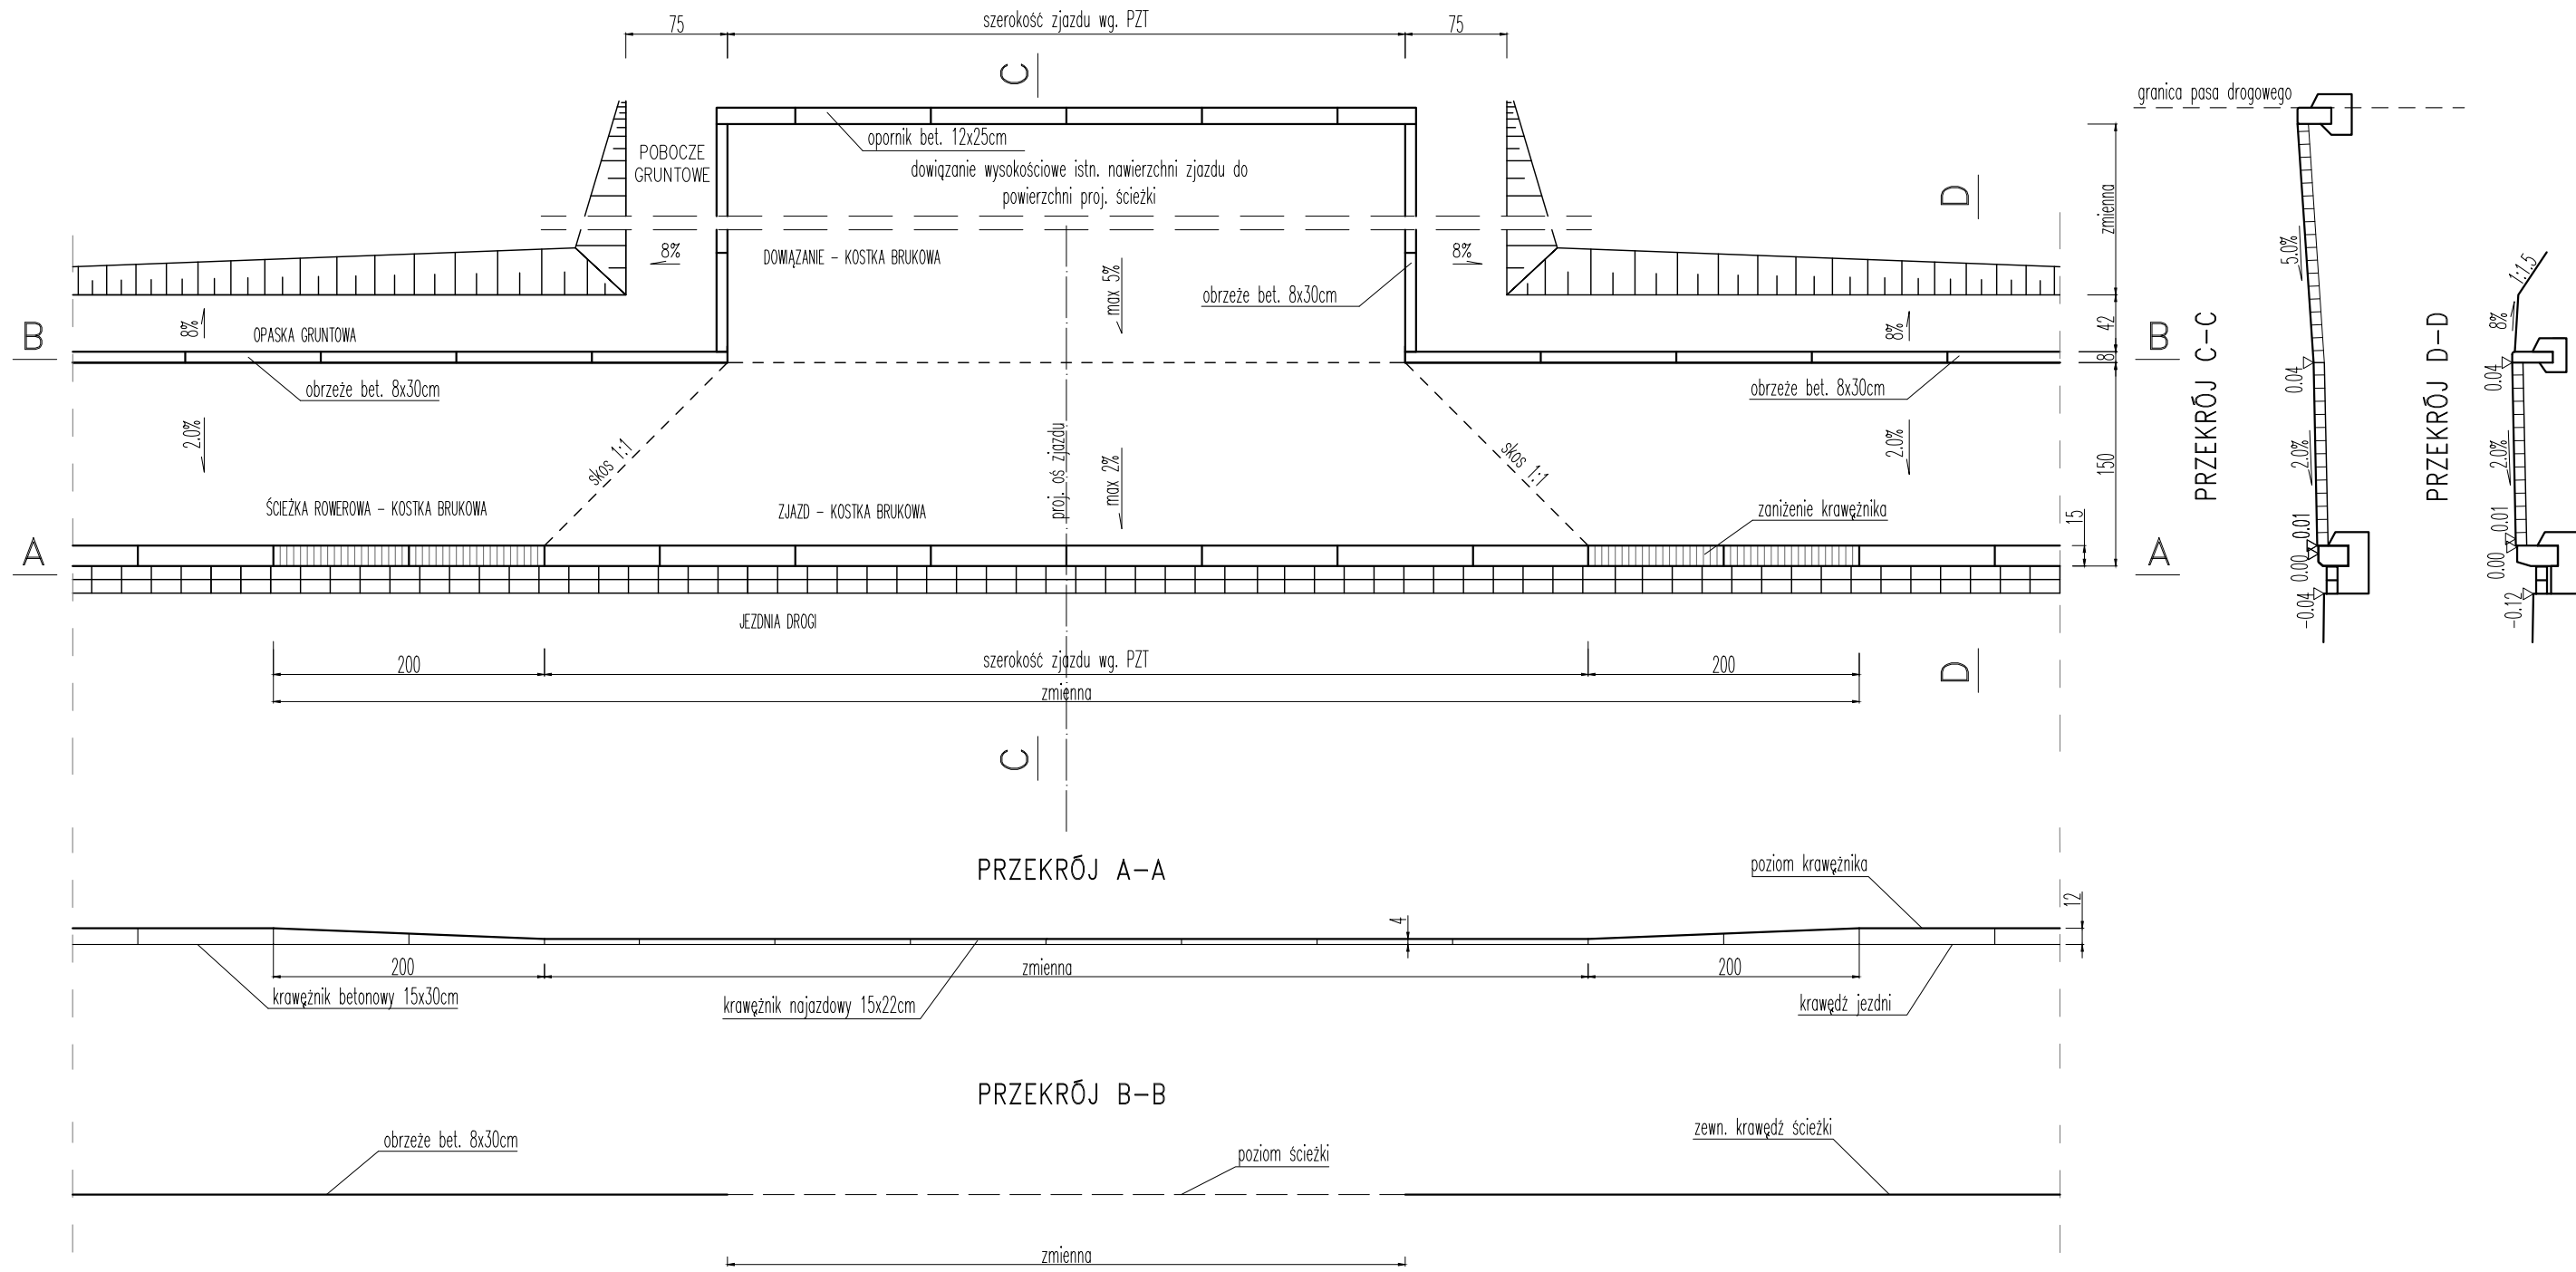 75
szerokość zjazdu wg. PZT
75
C
granica pasa drogowego
opornik bet. 12x25cm
POBOCZE
GRUNTOWE
dowiązanie wysokościowe istn. nawierzchni zjazdu do
powierzchni proj. ścieżki
D
zmienna
8%
DOWIĄZANIE – KOSTKA BRUKOWA
max 5%
8%
obrzeże bet. 8x30cm
5.0%
1:1.5
8%
OPASKA GRUNTOWA
8%
42
8%
B
B
8
PRZEKRÓJ C–C
PRZEKRÓJ D–D
obrzeże bet. 8x30cm
obrzeże bet. 8x30cm
0.04
0.04
2.0%
skos 1:1
proj. oś zjazdu
max 2%
skos 1:1
2.0%
150
2.0%
2.0%
ŚCIEŻKA ROWEROWA – KOSTKA BRUKOWA
ZJAZD – KOSTKA BRUKOWA
zaniżenie krawężnika
15
0.01
0.01
A
A
0.00
0.00
-0.04
-0.12
JEZDNIA DROGI
200
szerokość zjazdu wg. PZT
200
D
zmienna
C
PRZEKRÓJ A–A
poziom krawężnika
4
12
200
zmienna
200
krawężnik betonowy 15x30cm
krawężnik najazdowy 15x22cm
krawędź jezdni
PRZEKRÓJ B–B
obrzeże bet. 8x30cm
poziom ścieżki
zewn. krawędź ścieżki
zmienna